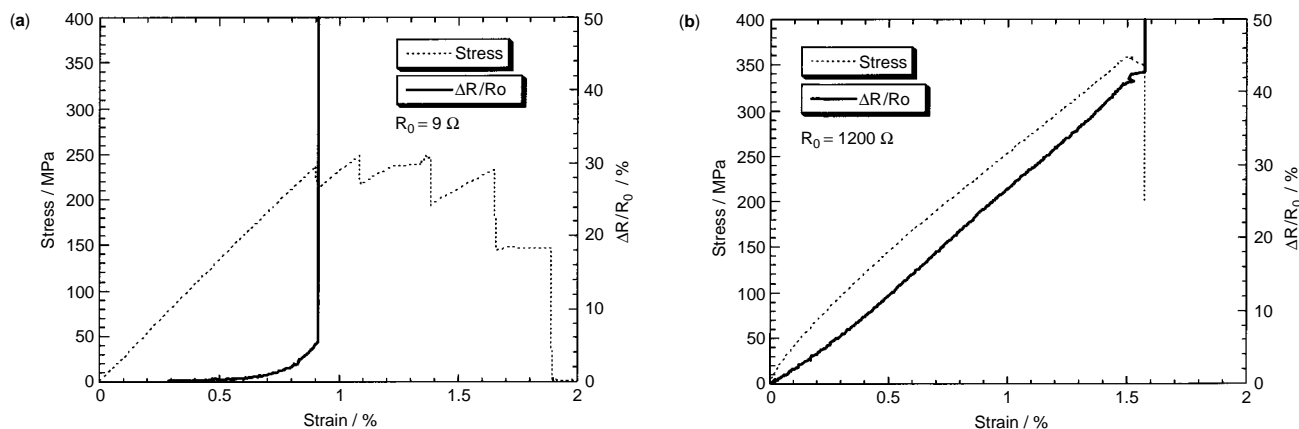 (a)
400
350
300
250
200
150
100
50
0
Stress / MPa
Stress
ΔR/Ro
R0 = 9 Ω
50
40
30
20
10
0
ΔR/R0 / %
0
0.5
1
1.5
2
Strain / %
(b)
400
350
300
250
200
150
100
50
0
Stress / MPa
Stress
ΔR/Ro
R0 = 1200 Ω
50
40
30
20
10
0
ΔR/R0 / %
0
0.5
1
1.5
2
Strain / %